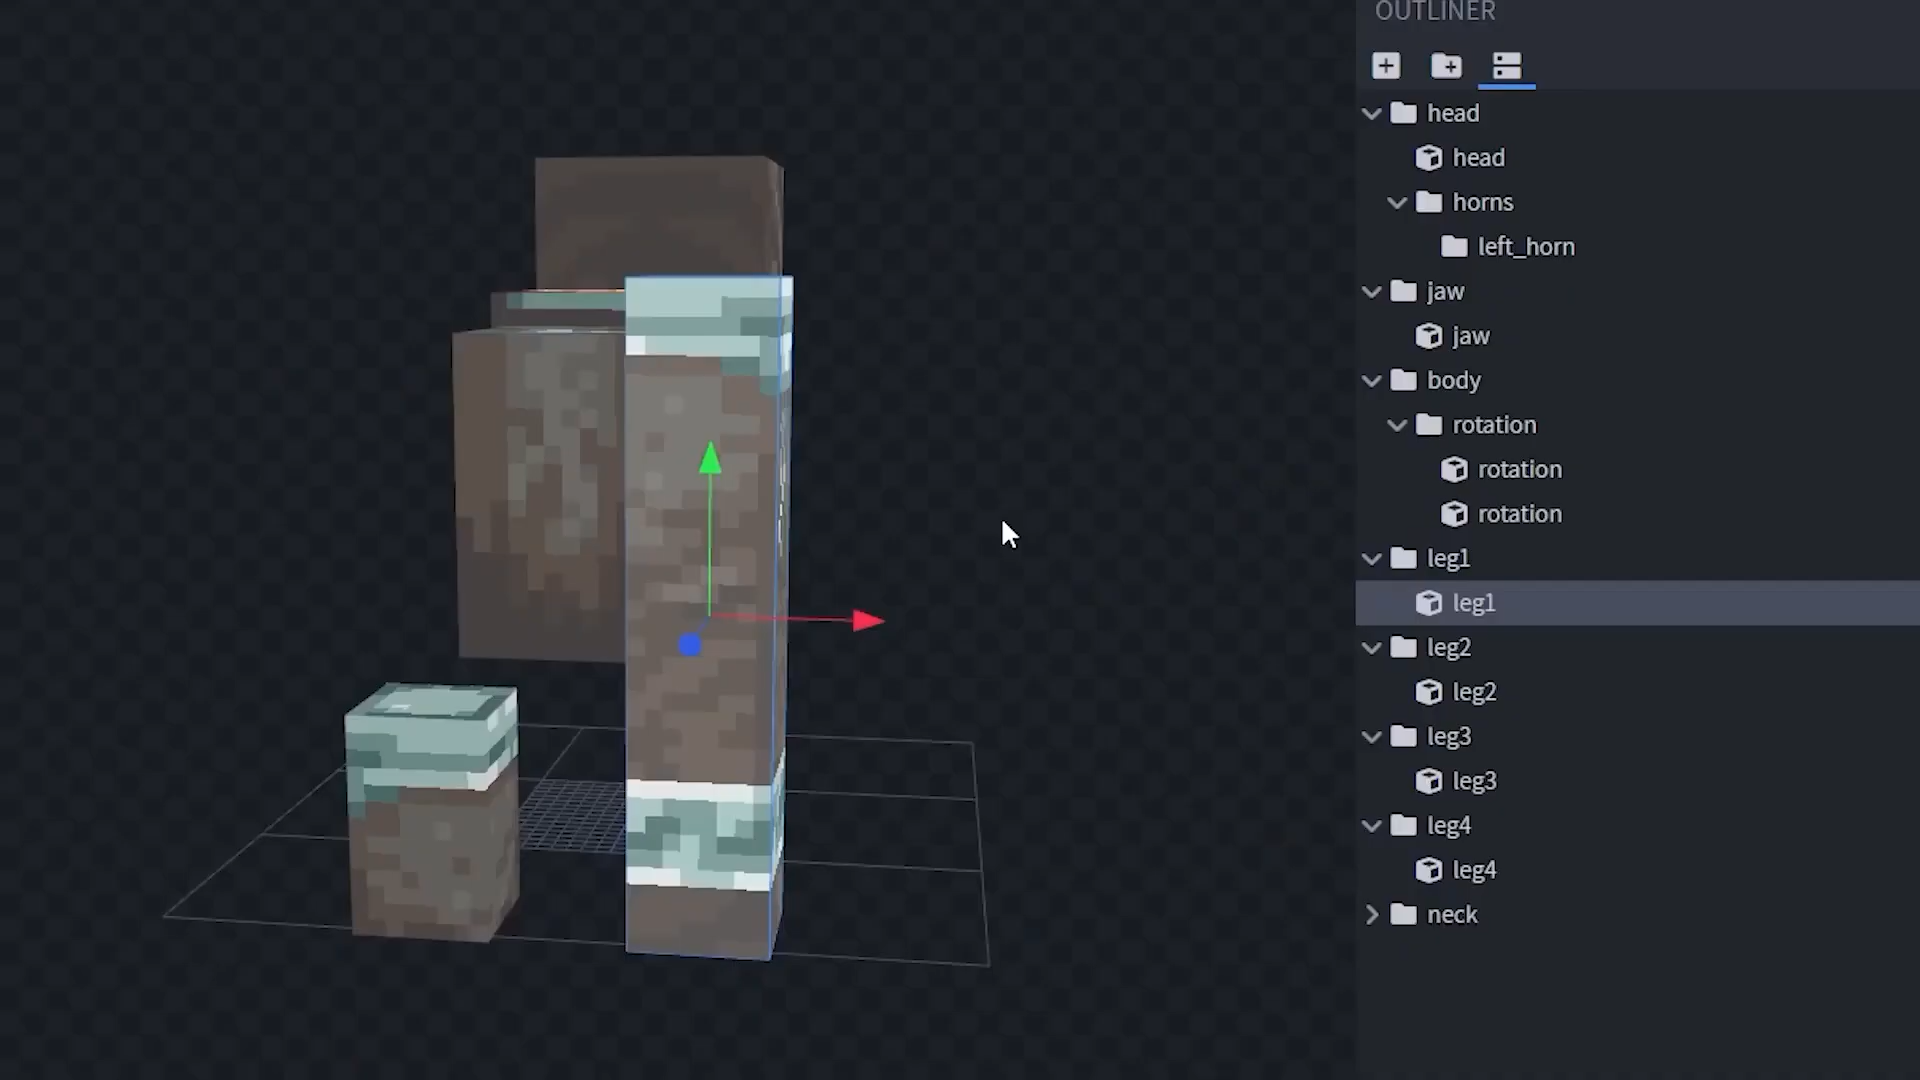 OUTLINER
head
head
horns
left_horn
jaw
jaw
body
rotation
rotation
rotation
leg1
leg1
leg2
leg2
leg3
leg3
leg4
leg4
neck